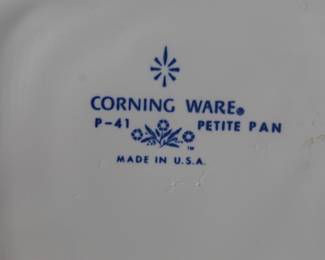 CORNING WARE®
P-41 PETITE PAN
TM
MADE IN U.S.A.